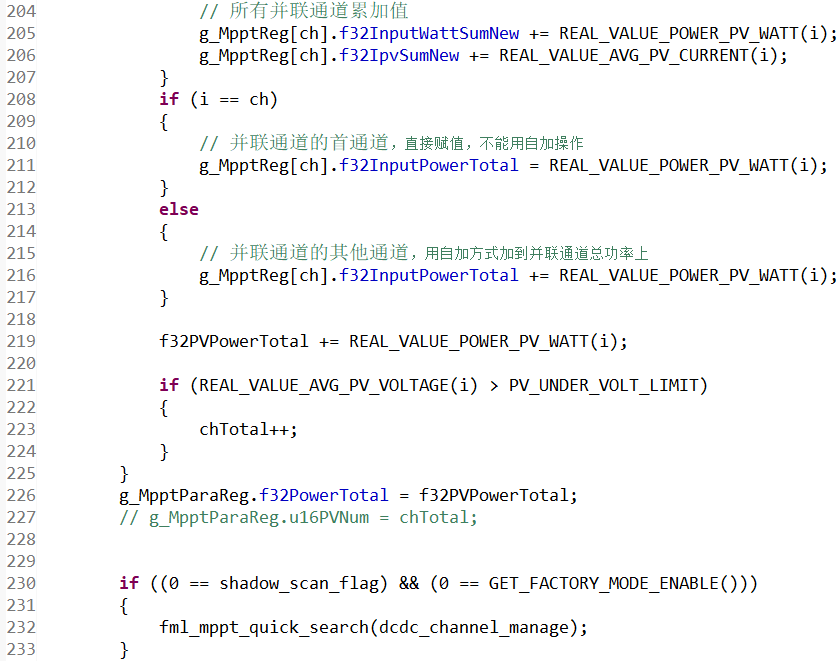 204 // 所有并联通道累加值
205 g_MpptReg[ch].f32InputWattSumNew += REAL_VALUE_POWER_PV_WATT(i);
206 g_MpptReg[ch].f32IpvSumNew += REAL_VALUE_AVG_PV_CURRENT(i);
207 }
208 if (i == ch)
209 {
210 // 并联通道的首通道，直接赋值，不能用自加操作
211 g_MpptReg[ch].f32InputPowerTotal = REAL_VALUE_POWER_PV_WATT(i);
212 }
213 else
214 {
215 // 并联通道的其他通道，用自加方式加到并联通道总功率上
216 g_MpptReg[ch].f32InputPowerTotal += REAL_VALUE_POWER_PV_WATT(i);
217 }
218
219 f32PVPowerTotal += REAL_VALUE_POWER_PV_WATT(i);
220
221 if (REAL_VALUE_AVG_PV_VOLTAGE(i) > PV_UNDER_VOLT_LIMIT)
222 {
223 chTotal++;
224 }
225 }
226 g_MpptParaReg.f32PowerTotal = f32PVPowerTotal;
227 // g_MpptParaReg.u16PVNum = chTotal;
228
229
230 if ((0 == shadow_scan_flag) && (0 == GET_FACTORY_MODE_ENABLE()))
231 {
232 fml_mppt_quick_search(dcdc_channel_manage);
233 }